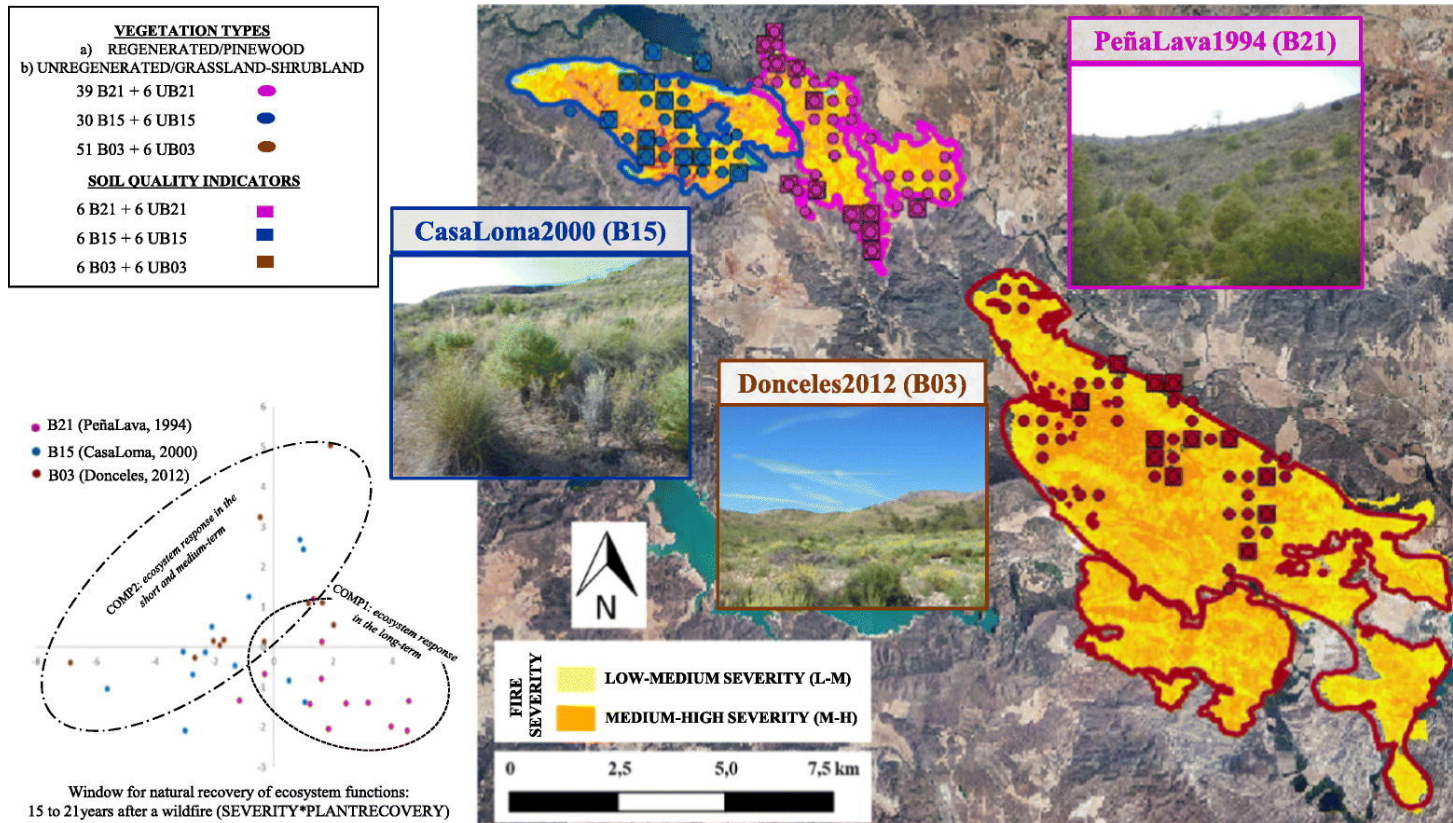 VEGETATION TYPES
a) REGENERATED/PINEWOOD
b) UNREGENERATED/GRASSLAND-SHRUBLAND
39 B21 + 6 UB21
30 B15 + 6 UB15
51 B03 + 6 UB03
SOIL QUALITY INDICATORS
6 B21 + 6 UB21
6 B15 + 6 UB15
6 B03 + 6 UB03
PeñaLava1994 (B21)
CasaLoma2000 (B15)
Donceles2012 (B03)
B21 (PeñaLava, 1994)
B15 (CasaLoma, 2000)
B03 (Donceles, 2012)
6
5
4
3
2
1
-8
-6
-4
-2
0
2
4
-1
-2
-3
COMP2: ecosystem response in the
short and medium-term
COMP1: ecosystem response
in the long-term
Window for natural recovery of ecosystem functions:
15 to 21years after a wildfire (SEVERITY*PLANTRECOVERY)
N
FIRE
SEVERITY
LOW-MEDIUM SEVERITY (L-M)
MEDIUM-HIGH SEVERITY (M-H)
0 2,5 5,0 7,5 km